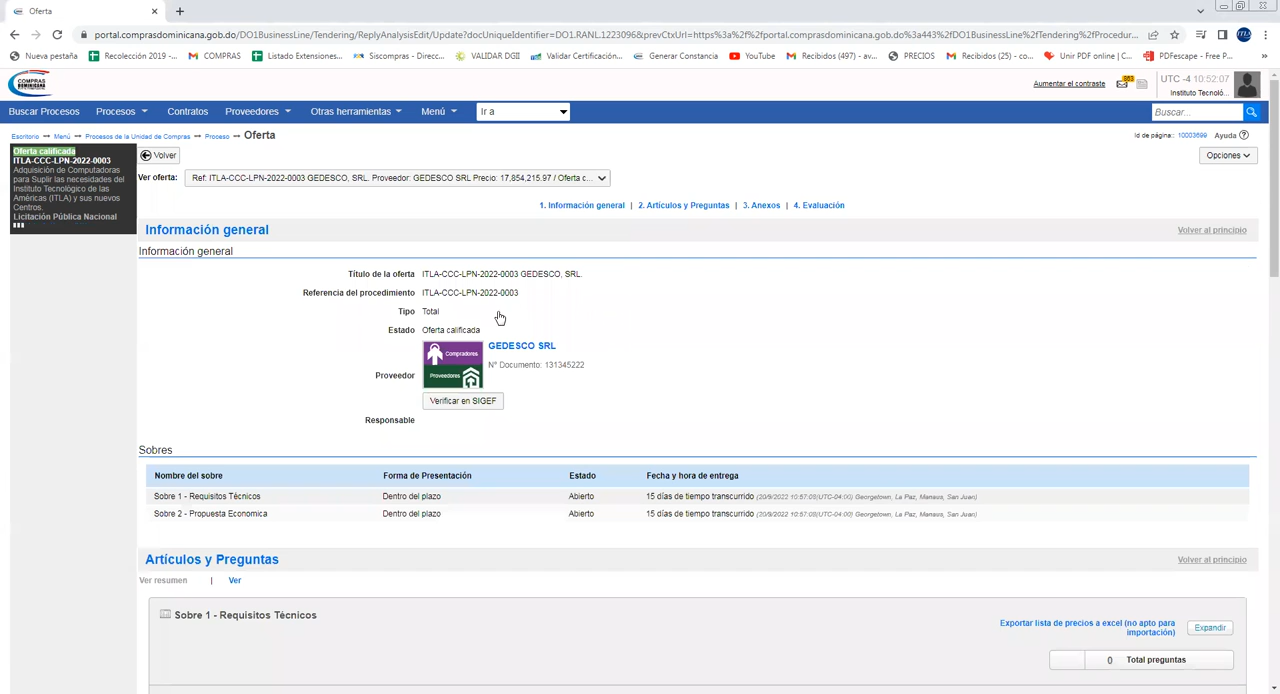 Oferta
portal.comprasdominicana.gob.do/DO1BusinessLine/Tendering/ReplyAnalysisEdit/Update?docUniqueIdentifier=DO1.RANL.1223096&prevCtxUrl=https%3a%2f%2fportal.comprasdominicana.gob.do%3a443%2fDO1BusinessLine%2fTendering%2fProcedur...
Nueva pestaña Recolección 2019 -... COMPRAS Listado Extensiones... Siscompras - Direcc... VALIDAR DGII Validar Certificación... Generar Constancia YouTube Recibidos (497) - av... PRECIOS Recibidos (25) - co... Unir PDF online | C... PDFescape - Free P... »
COMPRAS DOMINICANA
Aumentar el contraste UTC -4 10:52:07
Instituto Tecnoló...
Buscar Procesos Procesos Contratos Proveedores Otras herramientas Menú Ir a Buscar...
Escritorio → Menú → Procesos de la Unidad de Compras → Proceso → Oferta Id de página:: 10003699 Ayuda
Oferta calificada
ITLA-CCC-LPN-2022-0003
Adquisición de Computadoras
para Suplir las necesidades del
Instituto Tecnológico de las
Américas (ITLA) y sus nuevos
Centros.
Licitación Pública Nacional
Volver Opciones
Ver oferta: Ref: ITLA-CCC-LPN-2022-0003 GEDESCO, SRL. Proveedor: GEDESCO SRL Precio: 17,854,215.97 / Oferta c...
1. Información general | 2. Artículos y Preguntas | 3. Anexos | 4. Evaluación
Información general Volver al principio
Información general
Título de la oferta ITLA-CCC-LPN-2022-0003 GEDESCO, SRL.
Referencia del procedimiento ITLA-CCC-LPN-2022-0003
Tipo Total
Estado Oferta calificada
Proveedor Compradores Proveedores GEDESCO SRL
Nº Documento: 131345222
Verificar en SIGEF
Responsable
Sobres
Nombre del sobre Forma de Presentación Estado Fecha y hora de entrega
Sobre 1 - Requisitos Técnicos Dentro del plazo Abierto 15 días de tiempo transcurrido (20/9/2022 10:57:09(UTC-04:00) Georgetown, La Paz, Manaus, San Juan)
Sobre 2 - Propuesta Economica Dentro del plazo Abierto 15 días de tiempo transcurrido (20/9/2022 10:57:09(UTC-04:00) Georgetown, La Paz, Manaus, San Juan)
Artículos y Preguntas Volver al principio
Ver resumen | Ver
Sobre 1 - Requisitos Técnicos
Exportar lista de precios a excel (no apto para
importación) Expandir
0 Total preguntas